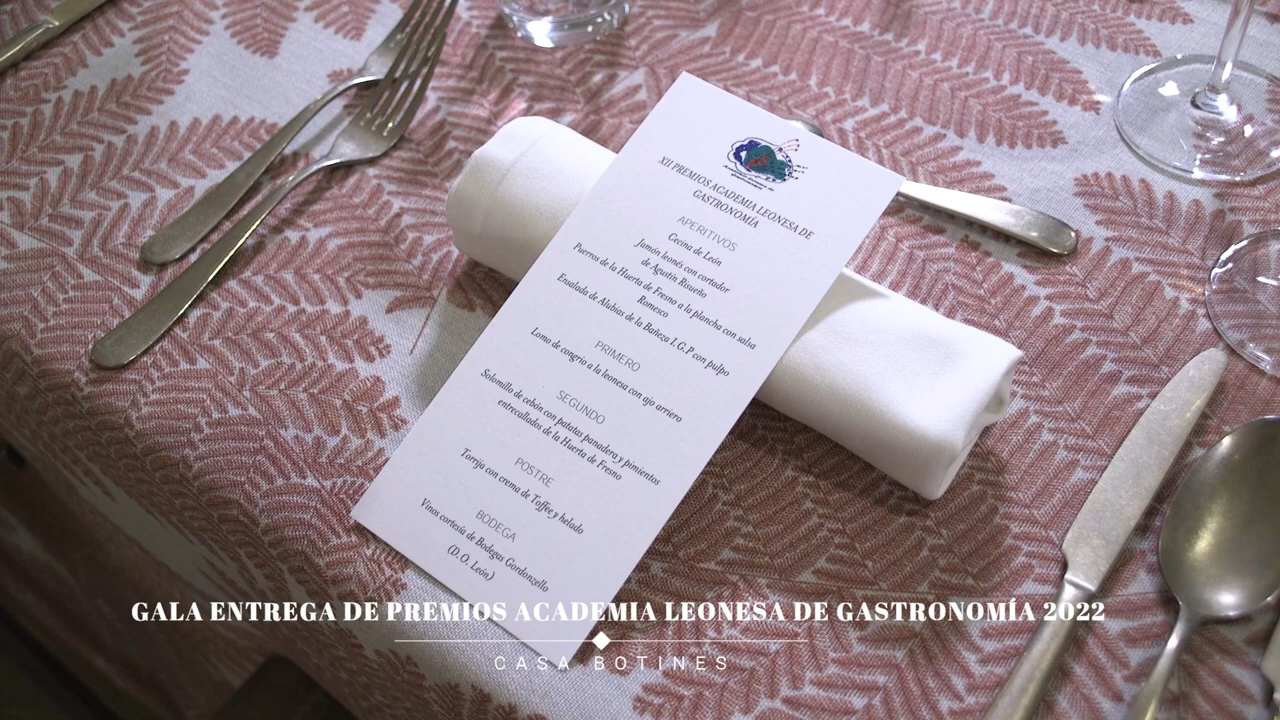 XII PREMIOS ACADEMIA LEONESA DE
GASTRONOMÍA
APERITIVOS
Cecina de León
Jamón leonés con cortador
de Agustín Risueño
Puerros de la Huerta de Fresno a la plancha con salsa
Romesco
Ensalada de Alubias de la Bañeza I.G.P con pulpo
PRIMERO
Lomo de congrio a la leonesa con ajo arriero
SEGUNDO
Solomillo de cebón con patatas panadera y pimientos
entrecallados de la Huerta de Fresno
POSTRE
Torrija con crema de Toffee y helado
BODEGA
Vinos cortesía de Bodegas Gordonzello
(D.O. León)
GALA ENTREGA DE PREMIOS ACADEMIA LEONESA DE GASTRONOMÍA 2022
CASA BOTINES